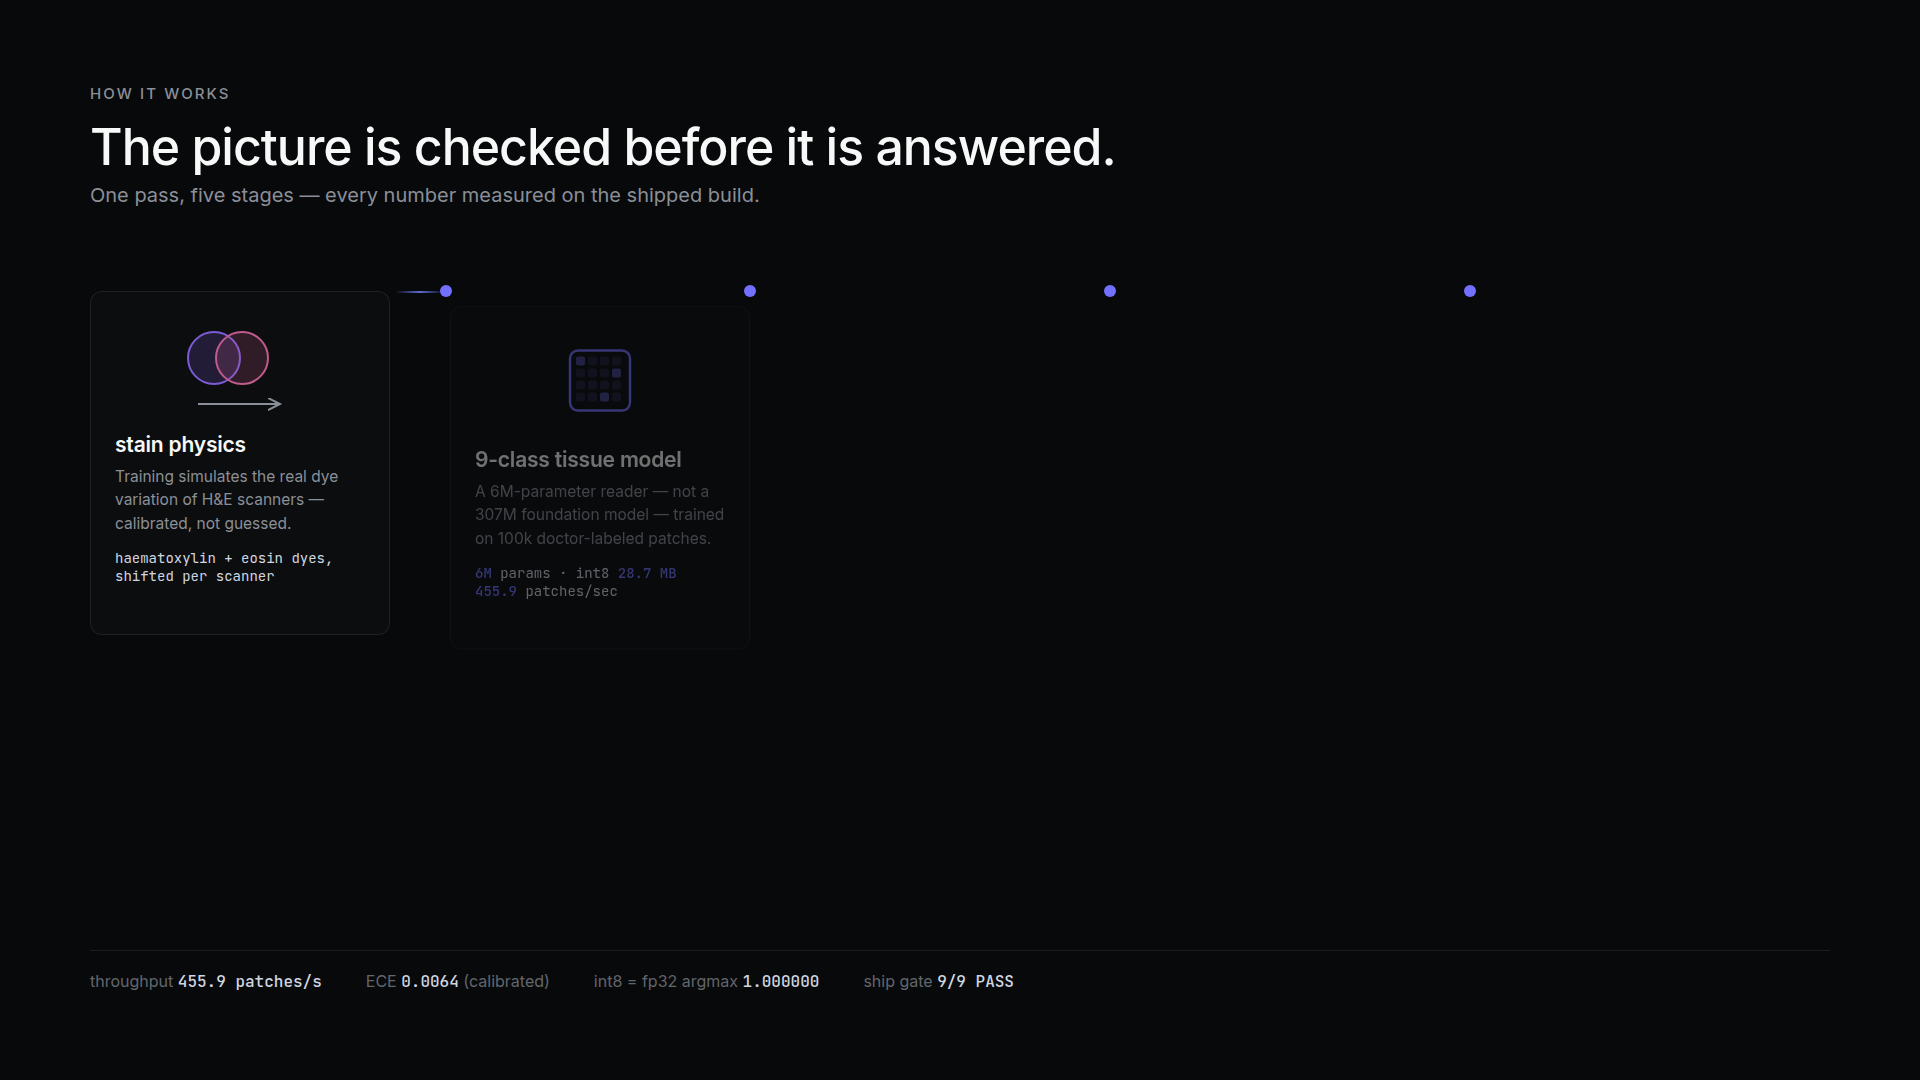 HOW IT WORKS
The picture is checked before it is answered.
One pass, five stages — every number measured on the shipped build.
stain physics
Training simulates the real dye
variation of H&E scanners —
calibrated, not guessed.
haematoxylin + eosin dyes,
shifted per scanner
9-class tissue model
A 6M-parameter reader — not a
307M foundation model — trained
on 100k doctor-labeled patches.
6M params · int8 28.7 MB
455.9 patches/sec
throughput 455.9 patches/s
ECE 0.0064 (calibrated)
int8 = fp32 argmax 1.000000
ship gate 9/9 PASS